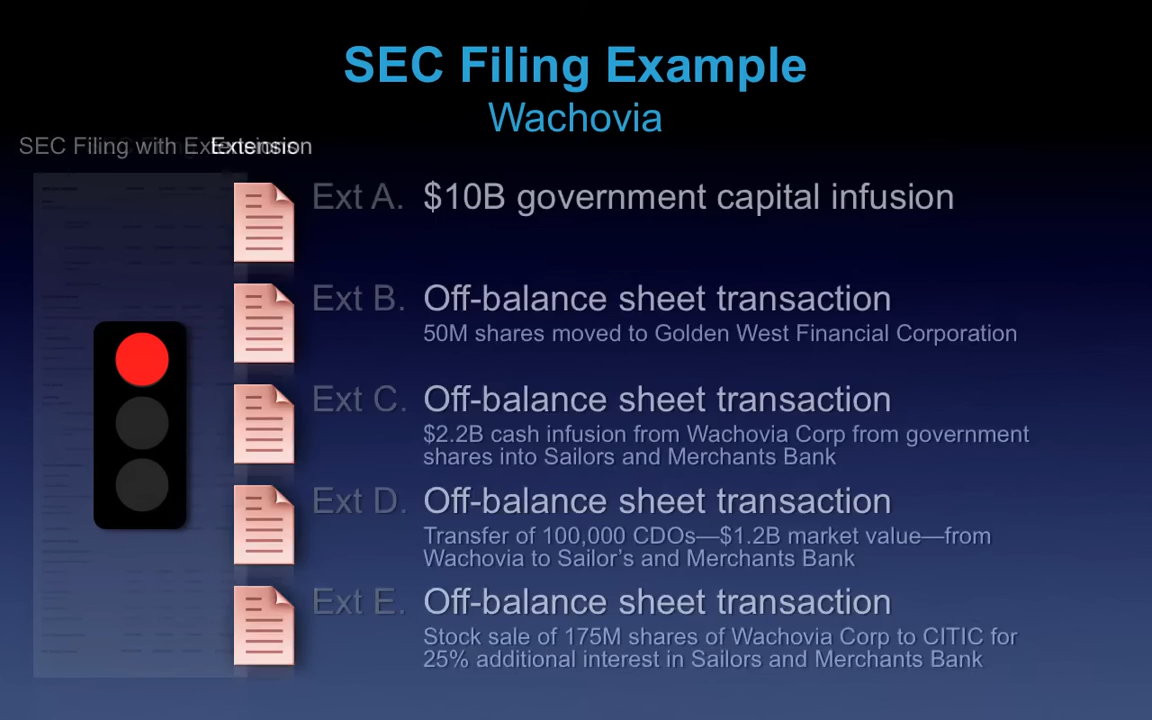 SEC Filing Example
Wachovia
SEC Filing with Extension
Ext A. $10B government capital infusion
Ext B. Off-balance sheet transaction
50M shares moved to Golden West Financial Corporation
Ext C. Off-balance sheet transaction
$2.2B cash infusion from Wachovia Corp from government
shares into Sailors and Merchants Bank
Ext D. Off-balance sheet transaction
Transfer of 100,000 CDOs—$1.2B market value—from
Wachovia to Sailor's and Merchants Bank
Ext E. Off-balance sheet transaction
Stock sale of 175M shares of Wachovia Corp to CITIC for
25% additional interest in Sailors and Merchants Bank